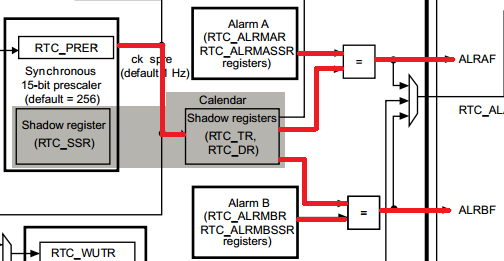 RTC_PRER
Synchronous
15-bit prescaler
(default = 256)
Shadow register
(RTC_SSR)
ck_spre
(default 1 Hz)
Alarm A
(RTC_ALRMAR
RTC_ALRMASSR
registers)
=
ALRAF
RTC_AL
Calendar
Shadow registers
(RTC_TR,
RTC_DR)
Alarm B
(RTC_ALRMBR
RTC_ALRMBSSR
registers)
=
ALRBF
RTC_WUTR